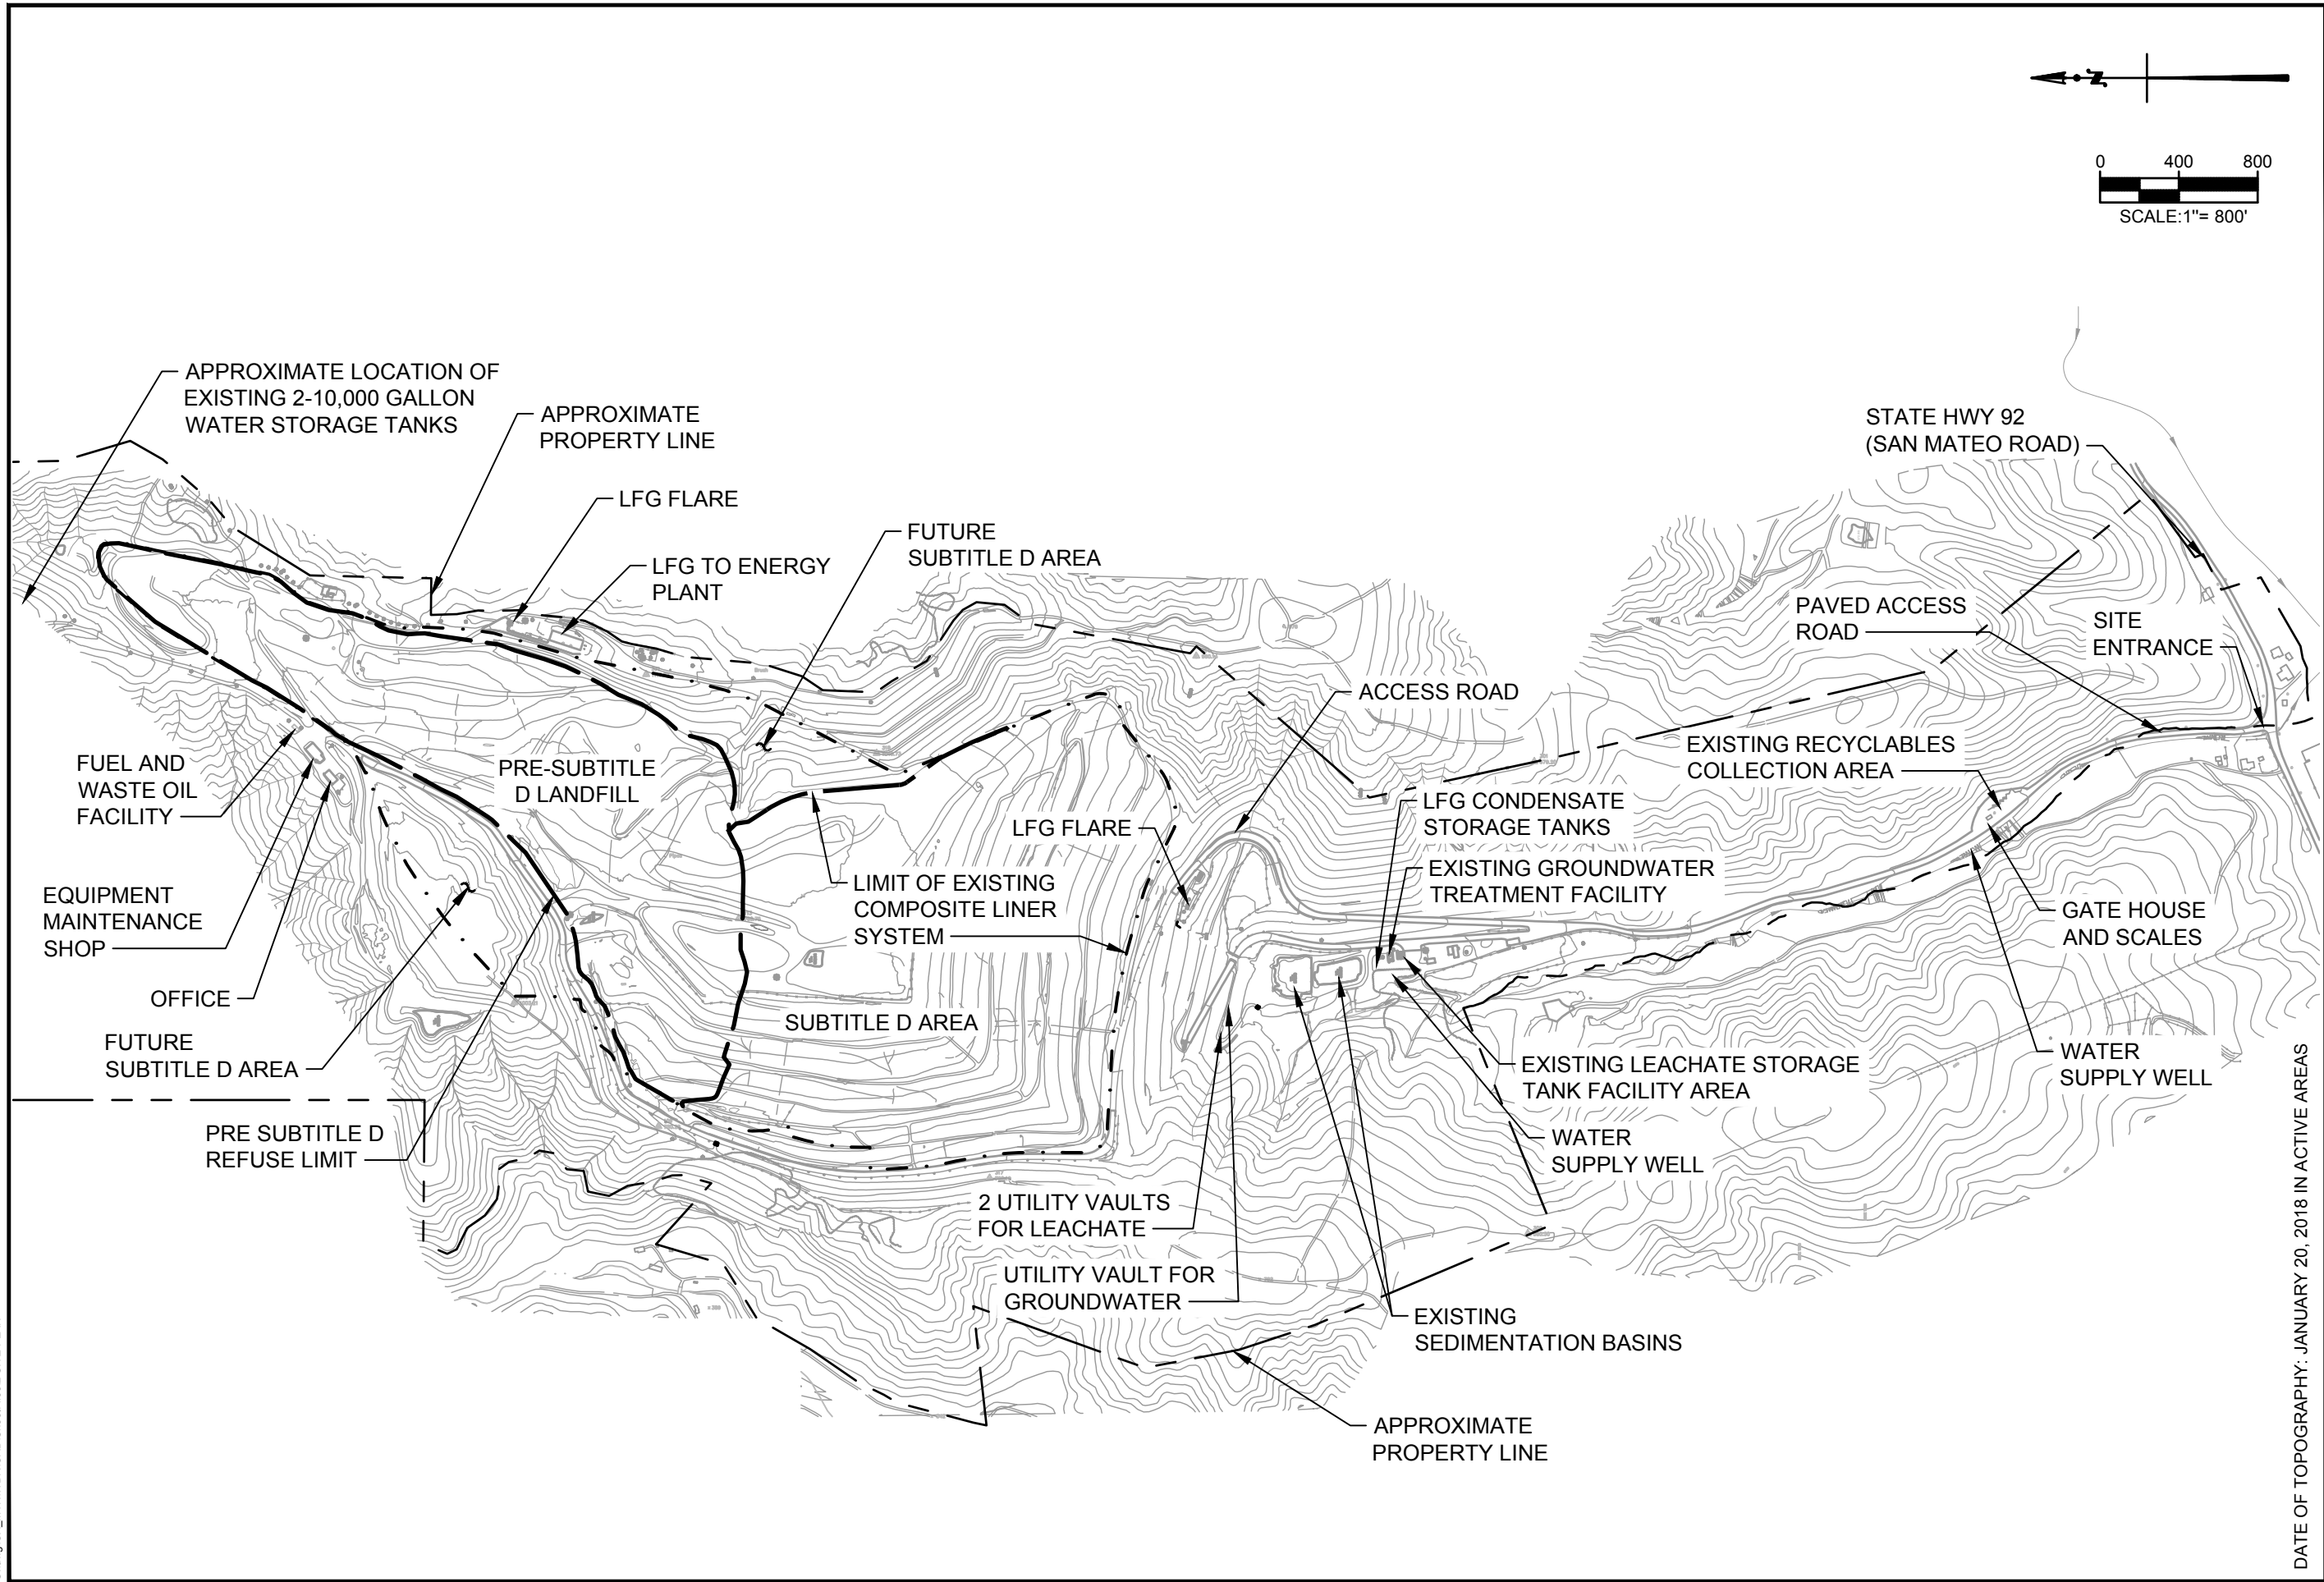 Z
0 400 800
SCALE:1"= 800'
APPROXIMATE LOCATION OF
EXISTING 2-10,000 GALLON
WATER STORAGE TANKS
APPROXIMATE
PROPERTY LINE
LFG FLARE
LFG TO ENERGY
PLANT
FUTURE
SUBTITLE D AREA
STATE HWY 92
(SAN MATEO ROAD)
PAVED ACCESS
ROAD
SITE
ENTRANCE
ACCESS ROAD
EXISTING RECYCLABLES
COLLECTION AREA
FUEL AND
WASTE OIL
FACILITY
PRE-SUBTITLE
D LANDFILL
LFG FLARE
LFG CONDENSATE
STORAGE TANKS
EXISTING GROUNDWATER
TREATMENT FACILITY
LIMIT OF EXISTING
COMPOSITE LINER
SYSTEM
EQUIPMENT
MAINTENANCE
SHOP
GATE HOUSE
AND SCALES
OFFICE
SUBTITLE D AREA
FUTURE
SUBTITLE D AREA
EXISTING LEACHATE STORAGE
TANK FACILITY AREA
WATER
SUPPLY WELL
PRE SUBTITLE D
REFUSE LIMIT
WATER
SUPPLY WELL
2 UTILITY VAULTS
FOR LEACHATE
UTILITY VAULT FOR
GROUNDWATER
EXISTING
SEDIMENTATION BASINS
APPROXIMATE
PROPERTY LINE
DATE OF TOPOGRAPHY: JANUARY 20, 2018 IN ACTIVE AREAS